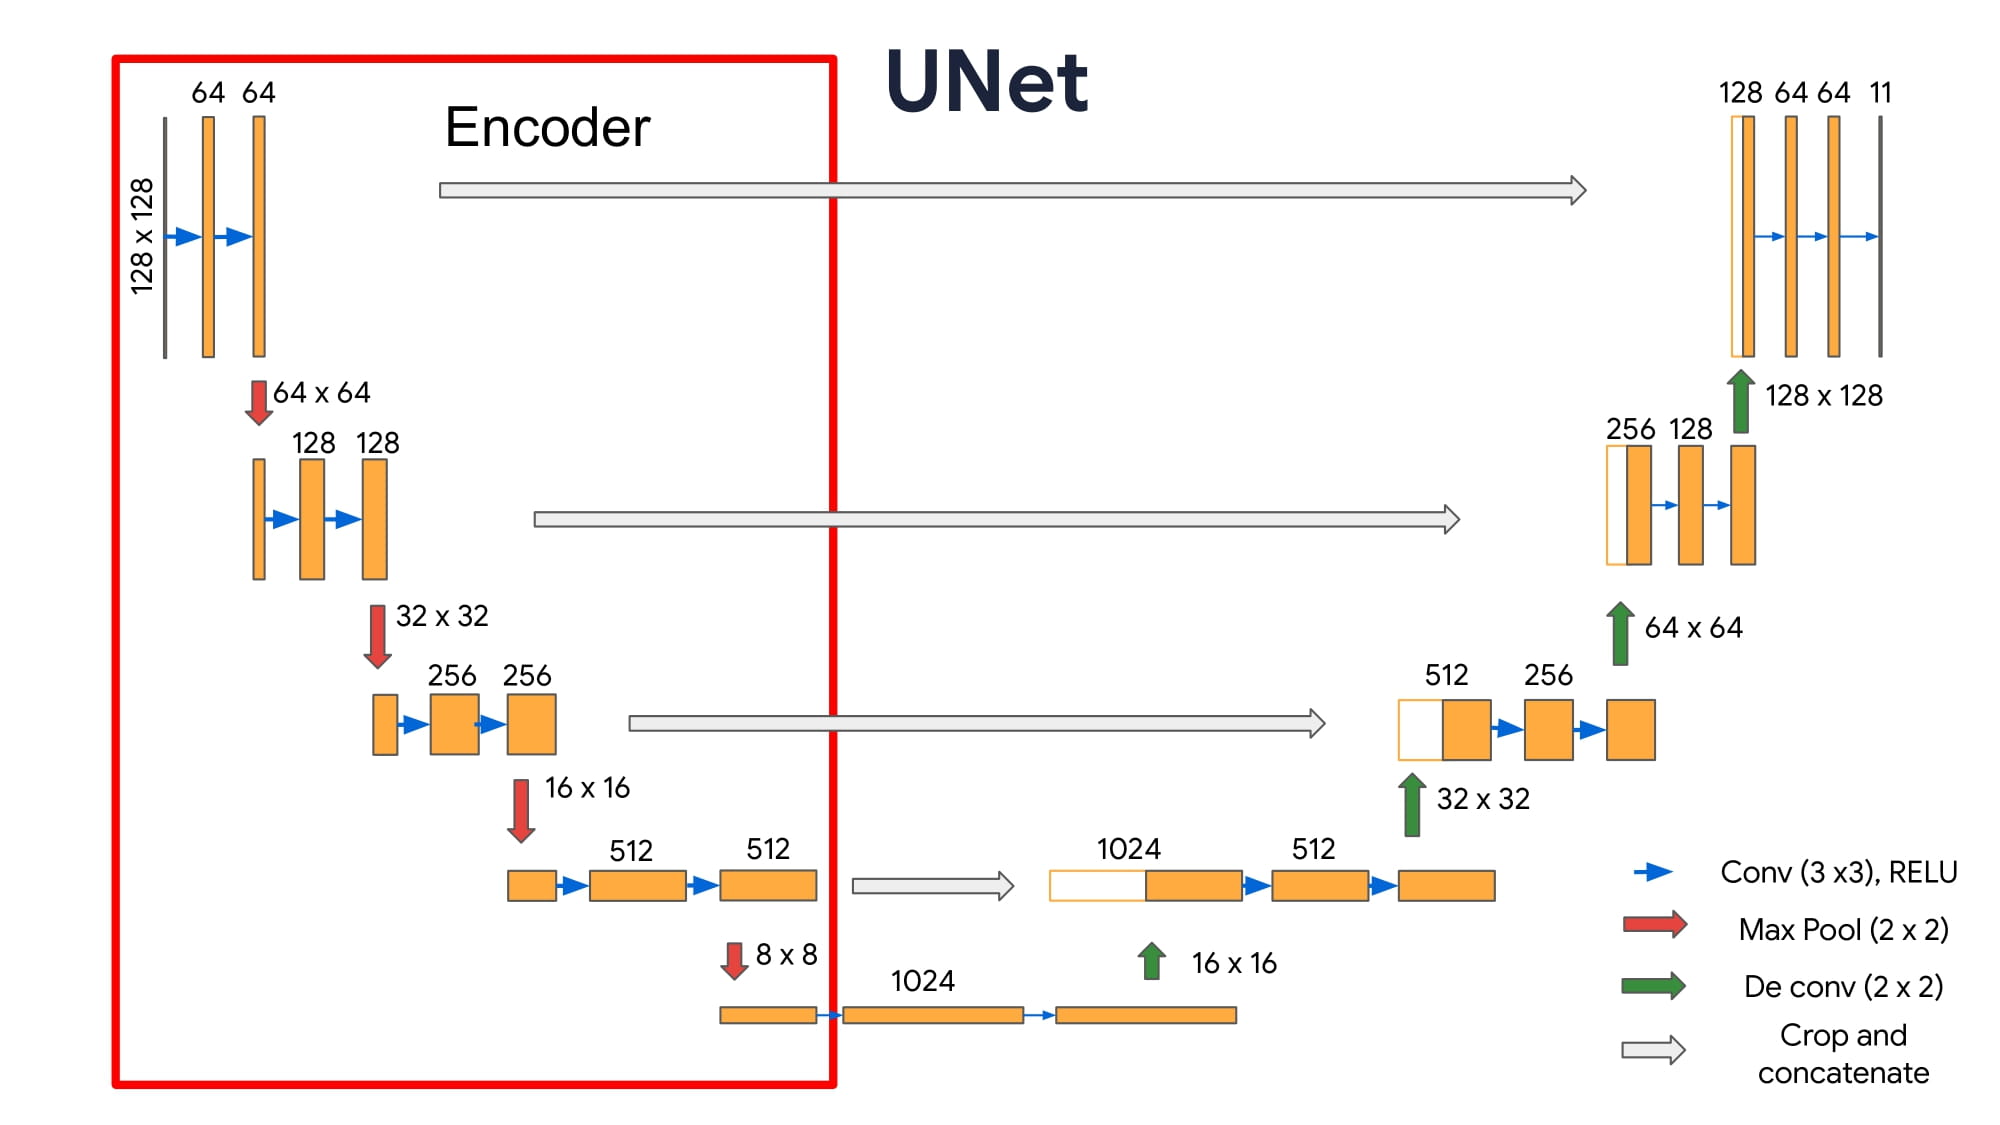 UNet
Encoder
64 64
128 x 128
64 x 64
128 128
32 x 32
256 256
16 x 16
512 512
8 x 8
1024
16 x 16
1024 512
32 x 32
512 256
64 x 64
256 128
128 x 128
128 64 64 11
Conv (3 x3), RELU
Max Pool (2 x 2)
De conv (2 x 2)
Crop and
concatenate